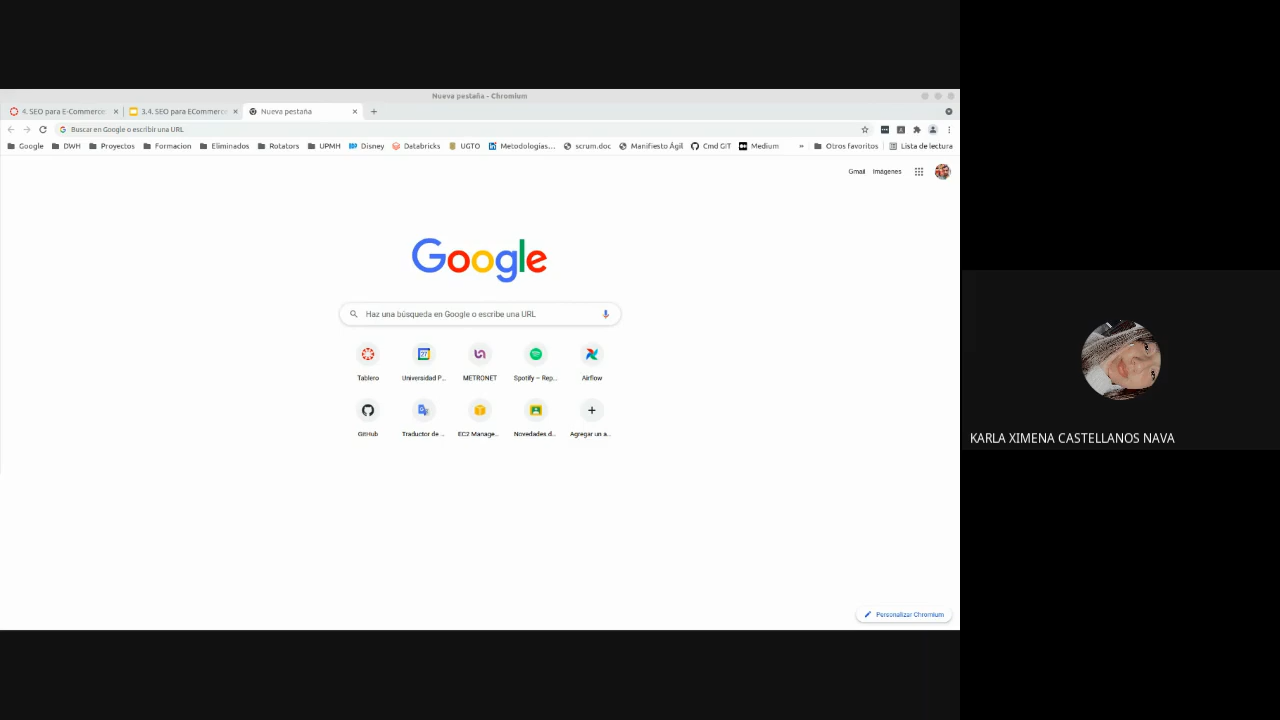 Nueva pestaña - Chromium
4. SEO para E-Commerce
3.4. SEO para ECommerce
Nueva pestaña
Buscar en Google o escribir una URL
Google DWH Proyectos Formacion Eliminados Rotators UPMH Disney Databricks UGTO Metodologías... scrum.doc Manifiesto Ágil Cmd GIT Medium » Otros favoritos Lista de lectura
Gmail Imágenes
Google
Haz una búsqueda en Google o escribe una URL
Tablero Universidad P... METRONET Spotify – Rep... Airflow
GitHub Traductor de ... EC2 Manage... Novedades d... Agregar un a...
Personalizar Chromium
KARLA XIMENA CASTELLANOS NAVA